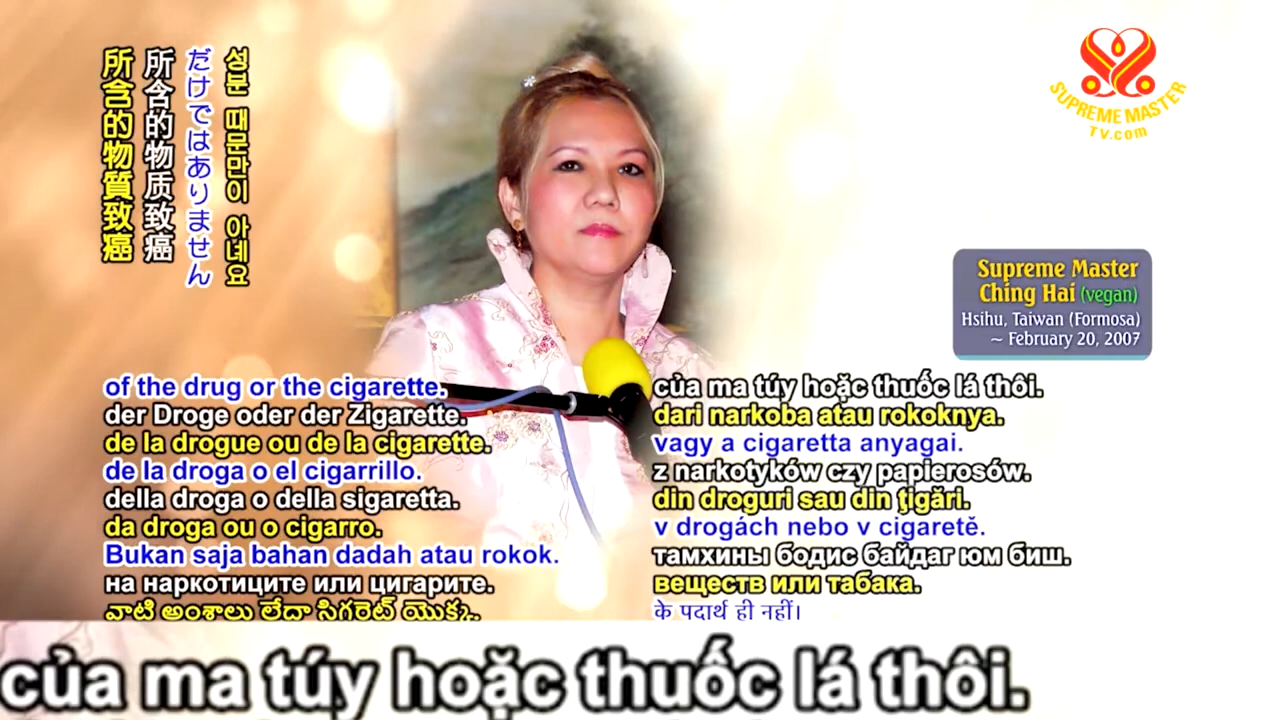 所含的物質致癌
所含的物质致癌
だけではありません
성분 때문만이 아녜요
SUPREME MASTER
TV.com
Supreme Master
Ching Hai (vegan)
Hsihu, Taiwan (Formosa)
~ February 20, 2007
of the drug or the cigarette.
der Droge oder der Zigarette.
de la drogue ou de la cigarette.
de la droga o el cigarrillo.
della droga o della sigaretta.
da droga ou o cigarro.
Bukan saja bahan dadah atau rokok.
на наркотиците или цигарите.
వాటి అంశాలు లేదా సిగరెట్ యొక్క
của ma túy hoặc thuốc lá thôi.
dari narkoba atau rokoknya.
vagy a cigaretta anyagai.
z narkotyków czy papierosów.
din droguri sau din ţigări.
v drogách nebo v cigaretě.
тамхины бодис байдаг юм биш.
веществ или табака.
के पदार्थ ही नहीं।
của ma túy hoặc thuốc lá thôi.